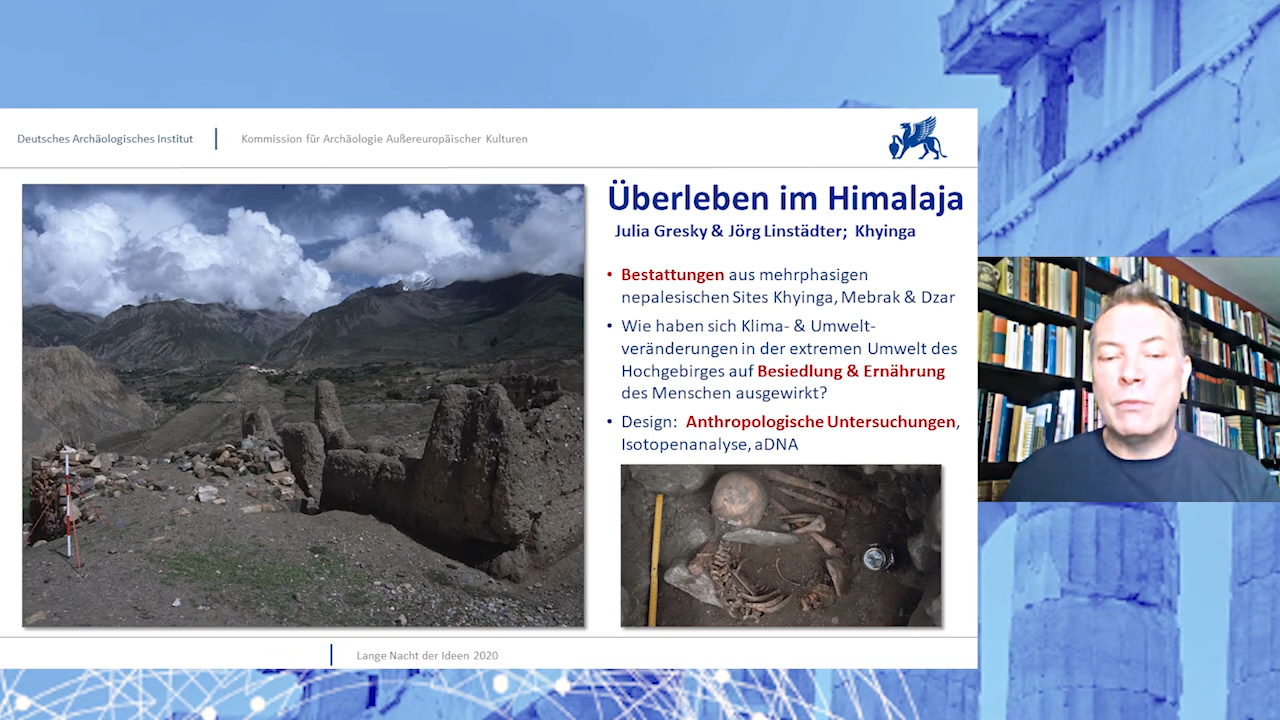 Deutsches Archäologisches Institut
Kommission für Archäologie Außereuropäischer Kulturen
Überleben im Himalaja
Julia Gresky & Jörg Linstädter; Khyinga
• Bestattungen aus mehrphasigen
nepalesischen Sites Khyinga, Mebrak & Dzar
• Wie haben sich Klima- & Umwelt-
veränderungen in der extremen Umwelt des
Hochgebirges auf Besiedlung & Ernährung
des Menschen ausgewirkt?
• Design: Anthropologische Untersuchungen,
Isotopenanalyse, aDNA
Lange Nacht der Ideen 2020